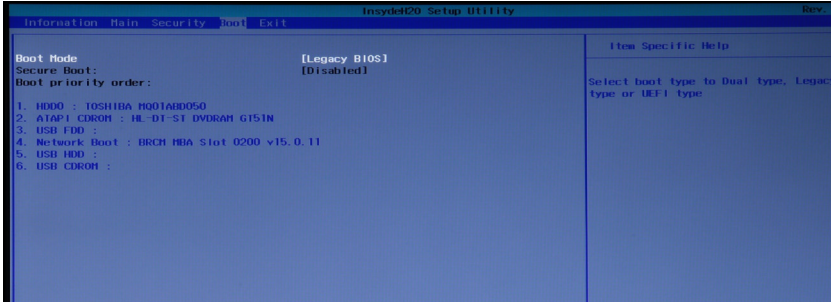 InsydeH20 Setup Utility Rev.
Information Main Security Boot Exit
Item Specific Help
Boot Mode [Legacy BIOS]
Secure Boot: [Disabled]
Boot priority order:
Select boot type to Dual type, Legac
type or UEFI type
1. HDD0 : TOSHIBA MQ01ABD050
2. ATAPI CDROM : HL-DT-ST DVDRAM GT51N
3. USB FDD :
4. Network Boot : BRCM MBA Slot 0200 v15.0.11
5. USB HDD :
6. USB CDROM :